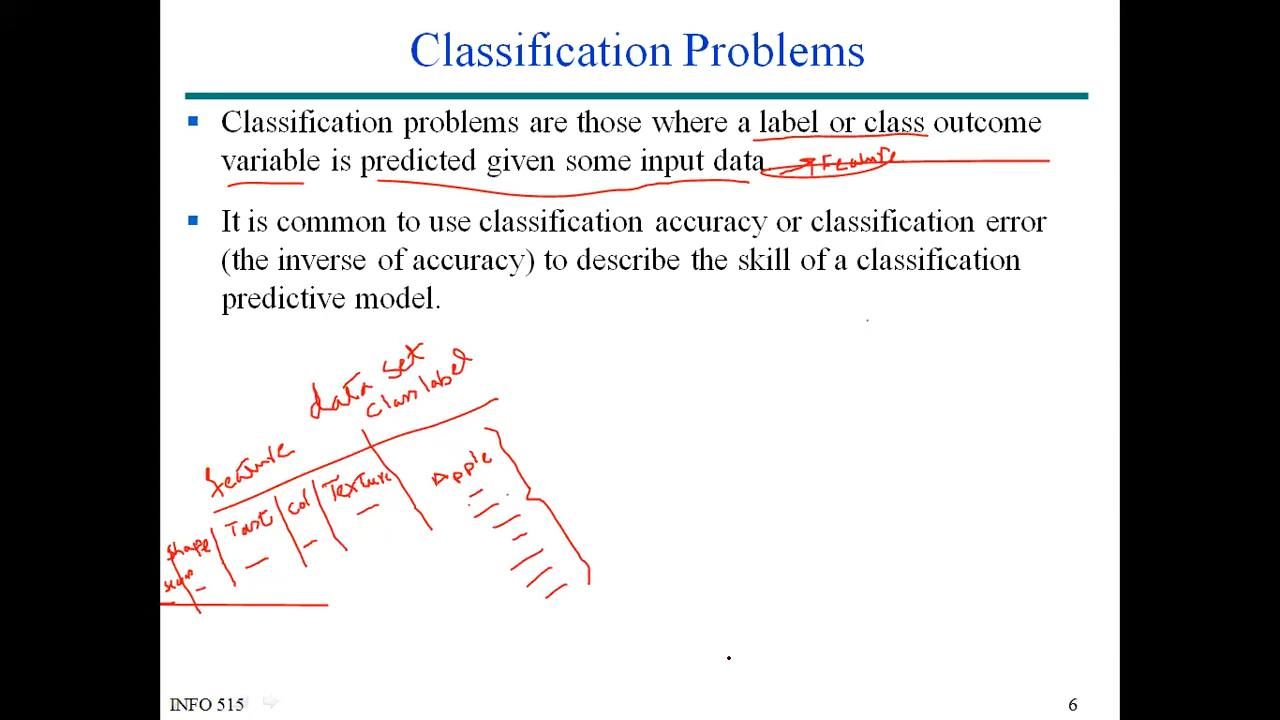 Classification Problems
Classification problems are those where a label or class outcome
variable is predicted given some input data. Feature
It is common to use classification accuracy or classification error
(the inverse of accuracy) to describe the skill of a classification
predictive model.
data set
class label
feature
shape Tast col Texture Apple
INFO 515
6